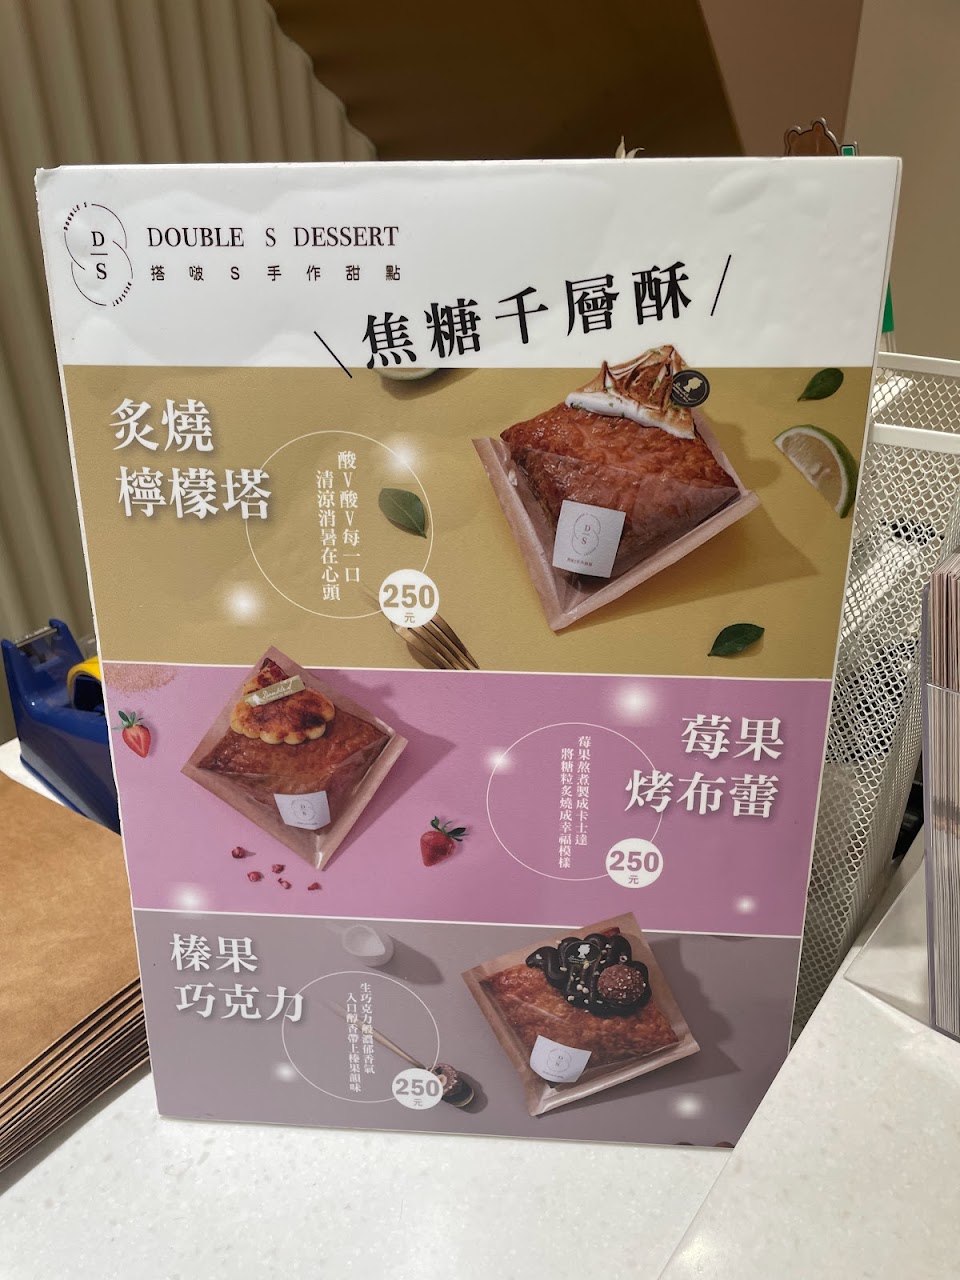 DOUBLE S
D
S
DESSERT
DOUBLE S DESSERT
搭啵S手作甜點
\ 焦糖千層酥 /
炙燒
檸檬塔
酸V酸V每一口
清涼消暑在心頭
250
元
D
S
莓果
烤布蕾
莓果熬煮製成卡士達
將糖粒炙燒成幸福模樣
250
元
D
S
榛果
巧克力
生巧克力般濃郁香氣
入口醇香帶上榛果韻味
250
元